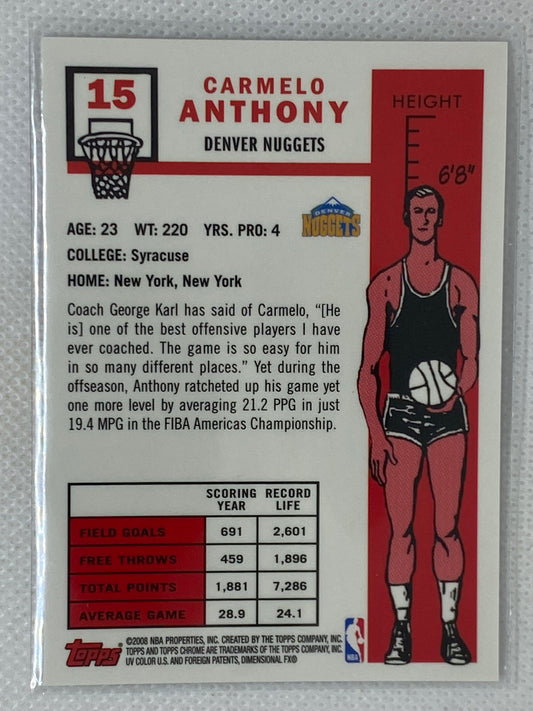 15
CARMELO
ANTHONY
DENVER NUGGETS
HEIGHT
6'8"
AGE: 23 WT: 220 YRS. PRO: 4
DENVER
NUGGETS
COLLEGE: Syracuse
HOME: New York, New York
Coach George Karl has said of Carmelo, “[He
is] one of the best offensive players I have
ever coached. The game is so easy for him
in so many different places.” Yet during the
offseason, Anthony ratcheted up his game yet
one more level by averaging 21.2 PPG in just
19.4 MPG in the FIBA Americas Championship.
SCORING RECORD
YEAR LIFE
FIELD GOALS 691 2,601
FREE THROWS 459 1,896
TOTAL POINTS 1,881 7,286
AVERAGE GAME 28.9 24.1
Topps
©2008 NBA PROPERTIES, INC. CREATED BY THE TOPPS COMPANY, INC.
TOPPS AND TOPPS CHROME ARE TRADEMARKS OF THE TOPPS COMPANY, INC.
UV COLOR U.S. AND FOREIGN PATENTS, DIMENSIONAL FX®
NBA